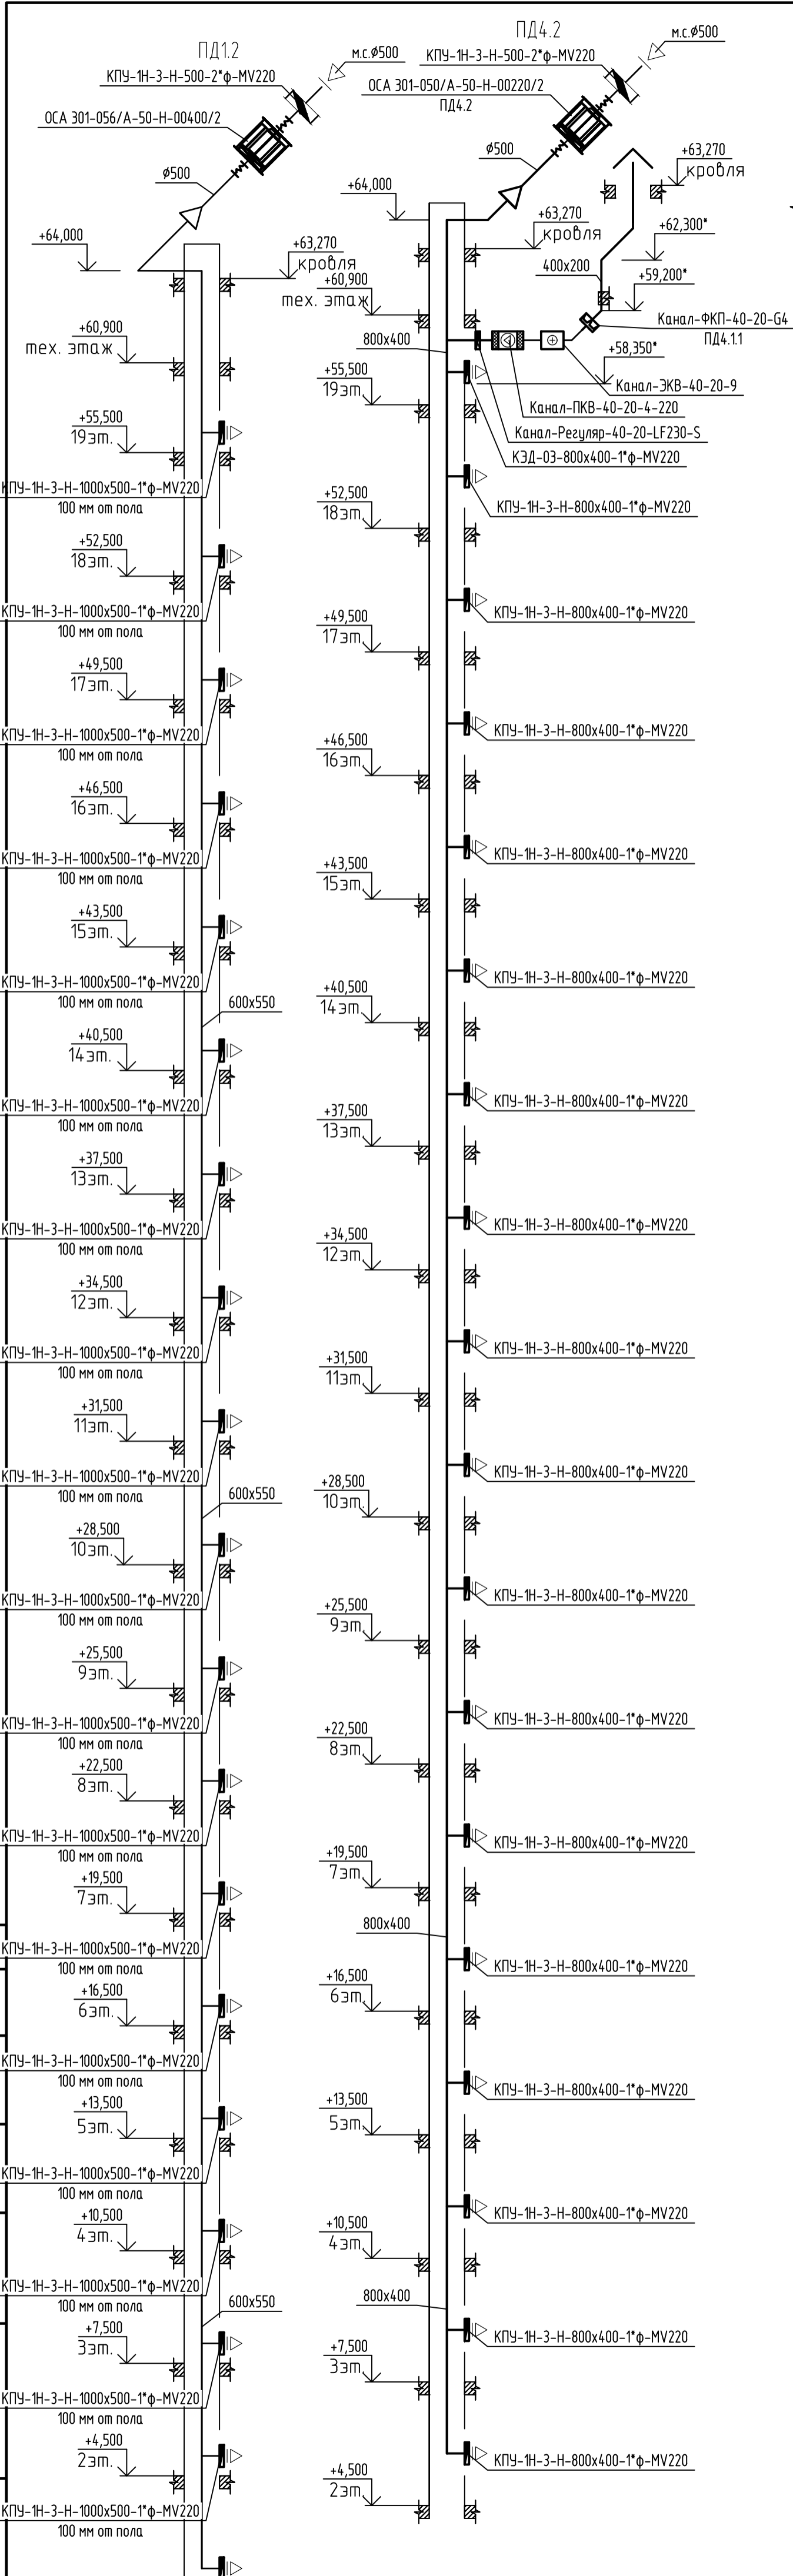 ПД1.2
м.с.ø500
КПУ-1Н-3-Н-500-2*ф-MV220
ОСА 301-056/А-50-Н-00400/2
ø500
+64,000
+63,270
кровля
+60,900
тех. этаж
+55,500
19эт.
КПУ-1Н-3-Н-1000х500-1*ф-MV220
100 мм от пола
+52,500
18эт.
КПУ-1Н-3-Н-1000х500-1*ф-MV220
100 мм от пола
+49,500
17эт.
КПУ-1Н-3-Н-1000х500-1*ф-MV220
100 мм от пола
+46,500
16эт.
КПУ-1Н-3-Н-1000х500-1*ф-MV220
100 мм от пола
+43,500
15эт.
КПУ-1Н-3-Н-1000х500-1*ф-MV220
100 мм от пола
600х550
+40,500
14эт.
КПУ-1Н-3-Н-1000х500-1*ф-MV220
100 мм от пола
+37,500
13эт.
КПУ-1Н-3-Н-1000х500-1*ф-MV220
100 мм от пола
+34,500
12эт.
КПУ-1Н-3-Н-1000х500-1*ф-MV220
100 мм от пола
+31,500
11эт.
КПУ-1Н-3-Н-1000х500-1*ф-MV220
100 мм от пола
600х550
+28,500
10эт.
КПУ-1Н-3-Н-1000х500-1*ф-MV220
100 мм от пола
+25,500
9эт.
КПУ-1Н-3-Н-1000х500-1*ф-MV220
100 мм от пола
+22,500
8эт.
КПУ-1Н-3-Н-1000х500-1*ф-MV220
100 мм от пола
+19,500
7эт.
КПУ-1Н-3-Н-1000х500-1*ф-MV220
100 мм от пола
+16,500
6эт.
КПУ-1Н-3-Н-1000х500-1*ф-MV220
100 мм от пола
+13,500
5эт.
КПУ-1Н-3-Н-1000х500-1*ф-MV220
100 мм от пола
+10,500
4эт.
КПУ-1Н-3-Н-1000х500-1*ф-MV220
100 мм от пола
600х550
+7,500
3эт.
КПУ-1Н-3-Н-1000х500-1*ф-MV220
100 мм от пола
+4,500
2эт.
КПУ-1Н-3-Н-1000х500-1*ф-MV220
100 мм от пола
ПД4.2
м.с.ø500
КПУ-1Н-3-Н-500-2*ф-MV220
ОСА 301-050/А-50-Н-00220/2
ПД4.2
ø500
+64,000
+63,270
кровля
+63,270
кровля
+62,300*
400х200
+59,200*
+60,900
тех. этаж
Канал-ФКП-40-20-G4
ПД4.1.1
800х400
+58,350*
Канал-ЭКВ-40-20-9
Канал-ПКВ-40-20-4-220
Канал-Регуляр-40-20-LF230-S
КЭД-03-800х400-1*ф-MV220
+55,500
19эт.
КПУ-1Н-3-Н-800х400-1*ф-MV220
+52,500
18эт.
КПУ-1Н-3-Н-800х400-1*ф-MV220
+49,500
17эт.
КПУ-1Н-3-Н-800х400-1*ф-MV220
+46,500
16эт.
КПУ-1Н-3-Н-800х400-1*ф-MV220
+43,500
15эт.
КПУ-1Н-3-Н-800х400-1*ф-MV220
+40,500
14эт.
КПУ-1Н-3-Н-800х400-1*ф-MV220
+37,500
13эт.
КПУ-1Н-3-Н-800х400-1*ф-MV220
+34,500
12эт.
КПУ-1Н-3-Н-800х400-1*ф-MV220
+31,500
11эт.
КПУ-1Н-3-Н-800х400-1*ф-MV220
+28,500
10эт.
КПУ-1Н-3-Н-800х400-1*ф-MV220
+25,500
9эт.
КПУ-1Н-3-Н-800х400-1*ф-MV220
+22,500
8эт.
КПУ-1Н-3-Н-800х400-1*ф-MV220
+19,500
7эт.
800х400
КПУ-1Н-3-Н-800х400-1*ф-MV220
+16,500
6эт.
КПУ-1Н-3-Н-800х400-1*ф-MV220
+13,500
5эт.
КПУ-1Н-3-Н-800х400-1*ф-MV220
+10,500
4эт.
800х400
КПУ-1Н-3-Н-800х400-1*ф-MV220
+7,500
3эт.
КПУ-1Н-3-Н-800х400-1*ф-MV220
+4,500
2эт.